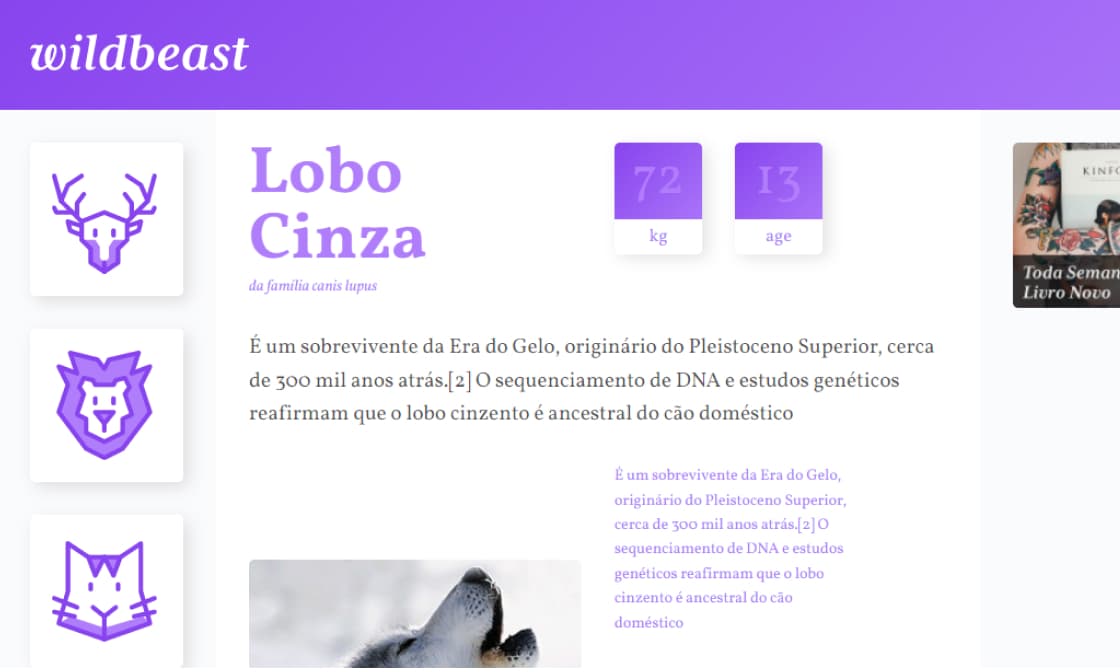 wildbeast
Lobo
Cinza
da família canis lupus
72
kg
13
age
É um sobrevivente da Era do Gelo, originário do Pleistoceno Superior, cerca
de 300 mil anos atrás.[2] O sequenciamento de DNA e estudos genéticos
reafirmam que o lobo cinzento é ancestral do cão doméstico
É um sobrevivente da Era do Gelo,
originário do Pleistoceno Superior,
cerca de 300 mil anos atrás.[2] O
sequenciamento de DNA e estudos
genéticos reafirmam que o lobo
cinzento é ancestral do cão
doméstico
KINFO
Toda Seman
Livro Novo